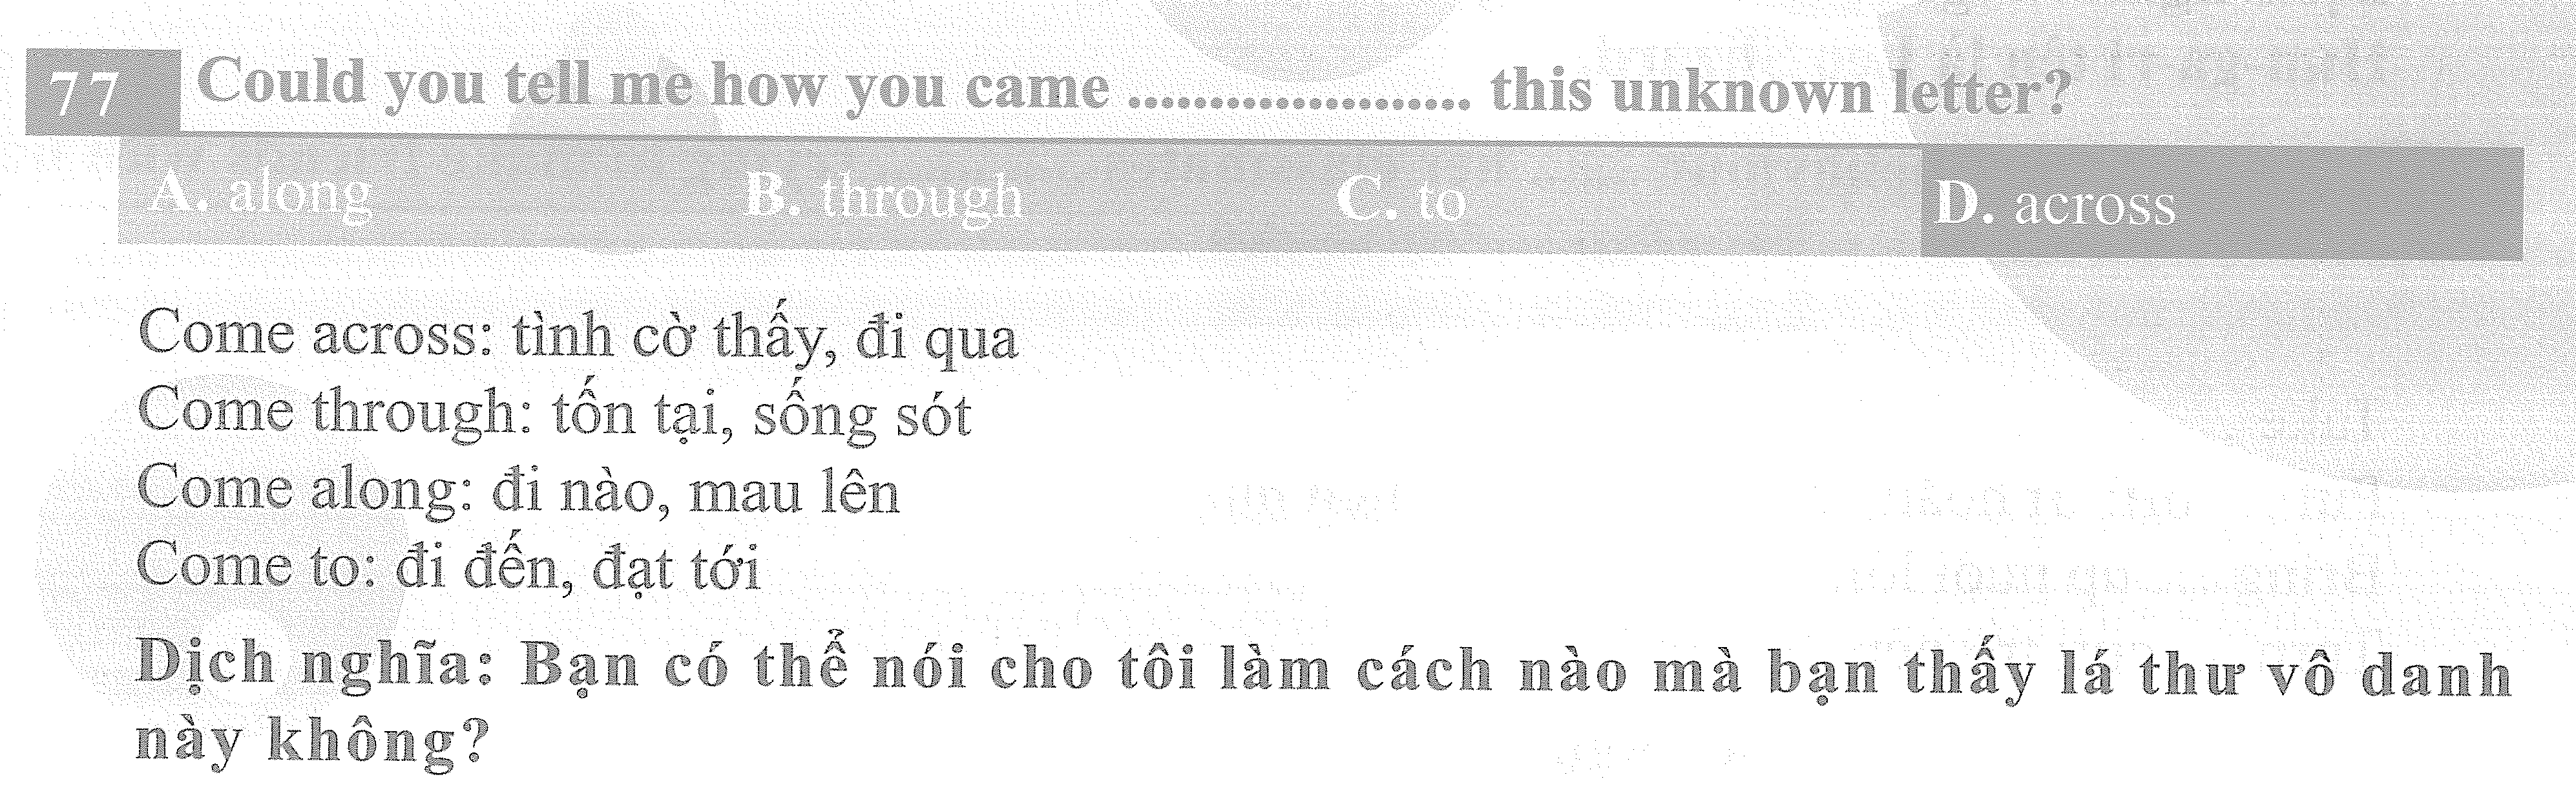 77 Could you tell me how you came ..................... this unknown letter?
A. along B. through C. to D. across
Come across: tình cờ thấy, đi qua
Come through: tồn tại, sống sót
Come along: đi nào, mau lên
Come to: đi đến, đạt tới
Dịch nghĩa: Bạn có thể nói cho tôi làm cách nào mà bạn thấy lá thư vô danh
này không?